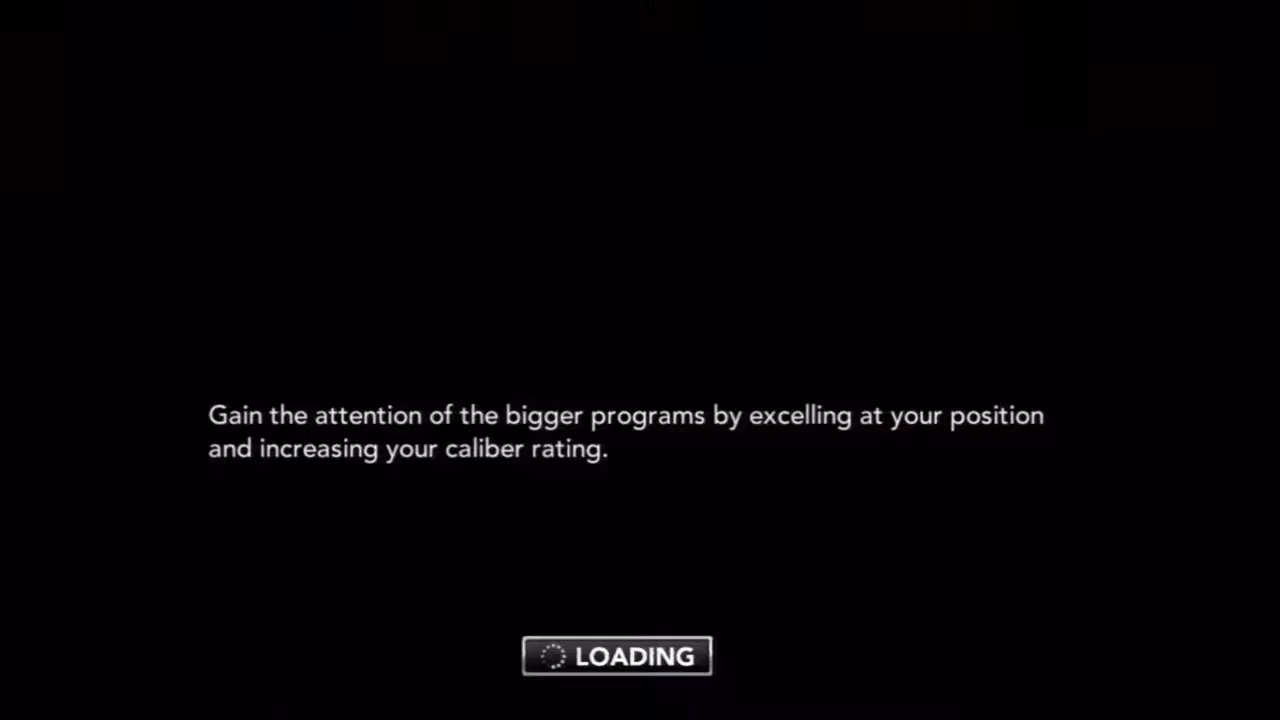 Gain the attention of the bigger programs by excelling at your position
and increasing your caliber rating.
LOADING